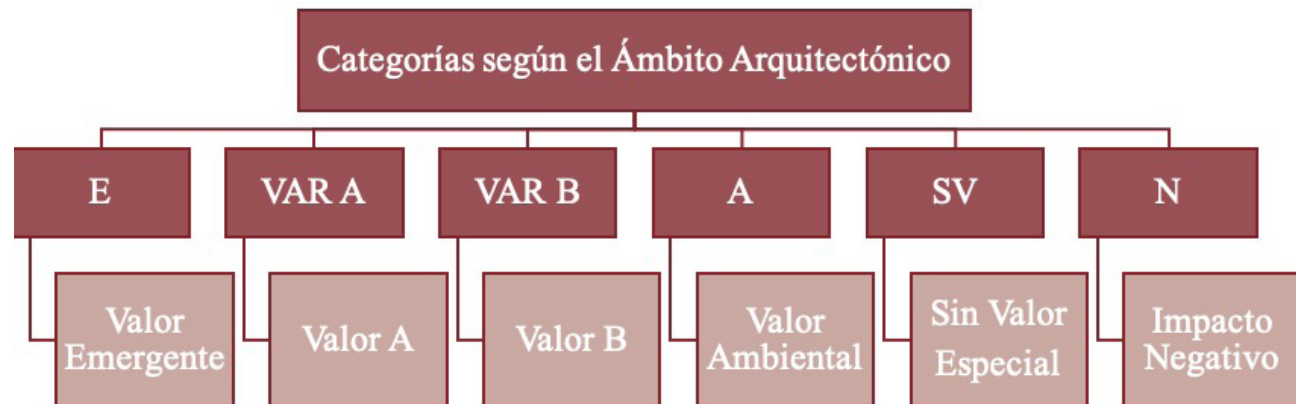 Categorías según el Ámbito Arquitectónico
E
VAR A
VAR B
A
SV
N
Valor
Emergente
Valor A
Valor B
Valor
Ambiental
Sin Valor
Especial
Impacto
Negativo